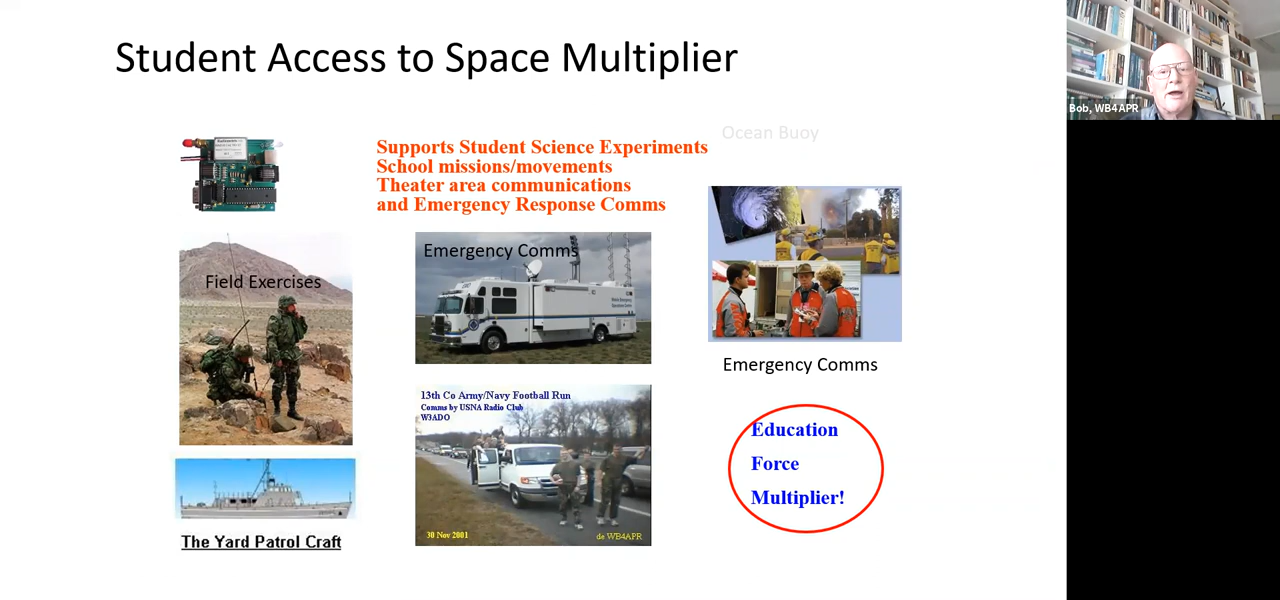 Student Access to Space Multiplier
Bob, WB4APR
Ocean Buoy
Supports Student Science Experiments
School missions/movements
Theater area communications
and Emergency Response Comms
Field Exercises
Emergency Comms
Emergency Comms
13th Co Army/Navy Football Run
Comms by USNA Radio Club
W3ADO
30 Nov 2001
de WB4APR
Education
Force
Multiplier!
The Yard Patrol Craft